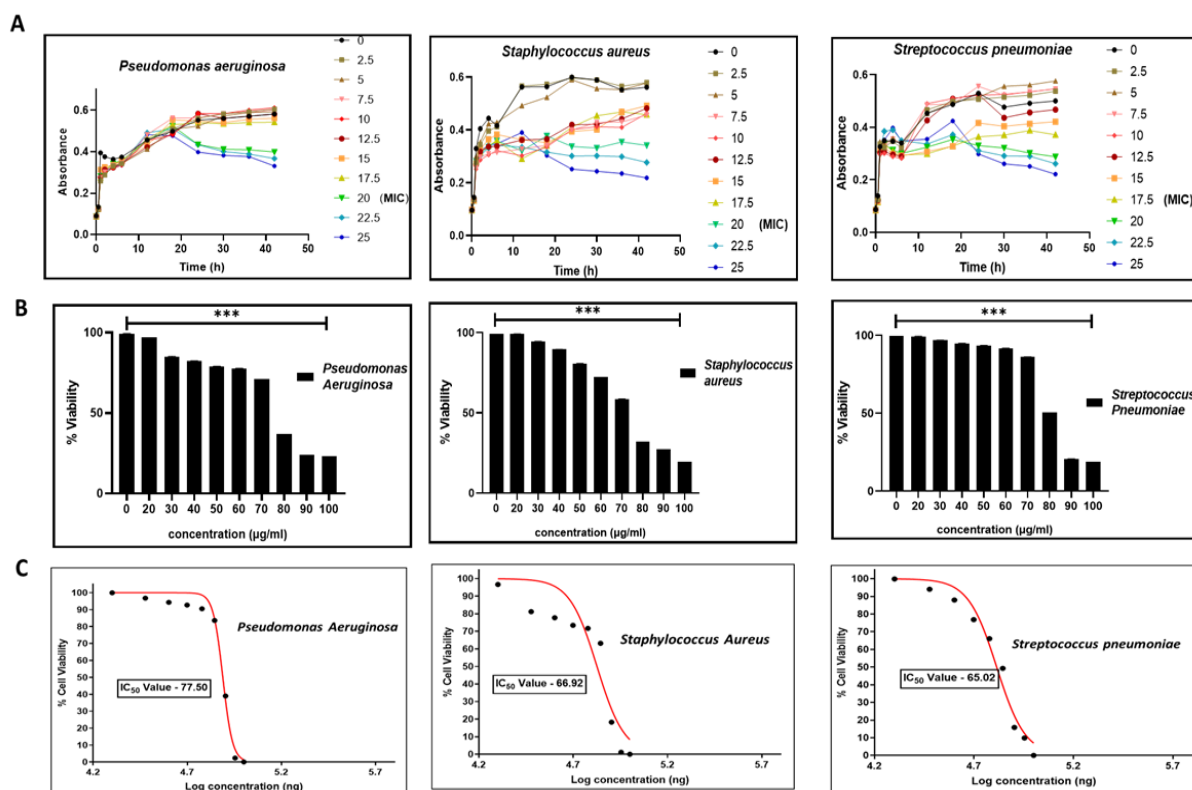 A
Pseudomonas aeruginosa
0
2.5
5
7.5
10
12.5
15
17.5
20 (MIC)
22.5
25
0.6
0.4
0.2
0.0
Absorbance
0 10 20 30 40 50
Time (h)
Staphylococcus aureus
0
2.5
5
7.5
10
12.5
15
17.5
20 (MIC)
22.5
25
0.6
0.4
0.2
0.0
Absorbance
0 10 20 30 40 50
Time (h)
Streptococcus pneumoniae
0
2.5
5
7.5
10
12.5
15
17.5 (MIC)
20
22.5
25
0.6
0.4
0.2
0.0
Absorbance
0 10 20 30 40 50
Time (h)
B
***
100
50
0
% Viability
Pseudomonas
Aeruginosa
0 20 30 40 50 60 70 80 90 100
concentration (µg/ml)
***
100
50
0
% Viability
Staphylococcus
aureus
0 20 30 40 50 60 70 80 90 100
concentration (µg/ml)
***
100
50
0
% Viability
Streptococcus
Pneumoniae
0 20 30 40 50 60 70 80 90 100
concentration (µg/ml)
C
100
90
80
70
60
50
40
30
20
10
0
% Cell Viability
Pseudomonas Aeruginosa
IC50 Value - 77.50
4.2 4.7 5.2 5.7
Log concentration (ng)
100
90
80
70
60
50
40
30
20
10
0
% Cell Viability
Staphylococcus Aureus
IC50 Value - 66.92
4.2 4.7 5.2 5.7
Log concentration (ng)
100
90
80
70
60
50
40
30
20
10
0
% Cell Viability
Streptococcus pneumoniae
IC50 Value - 65.02
4.2 4.7 5.2 5.7
Log concentration (ng)